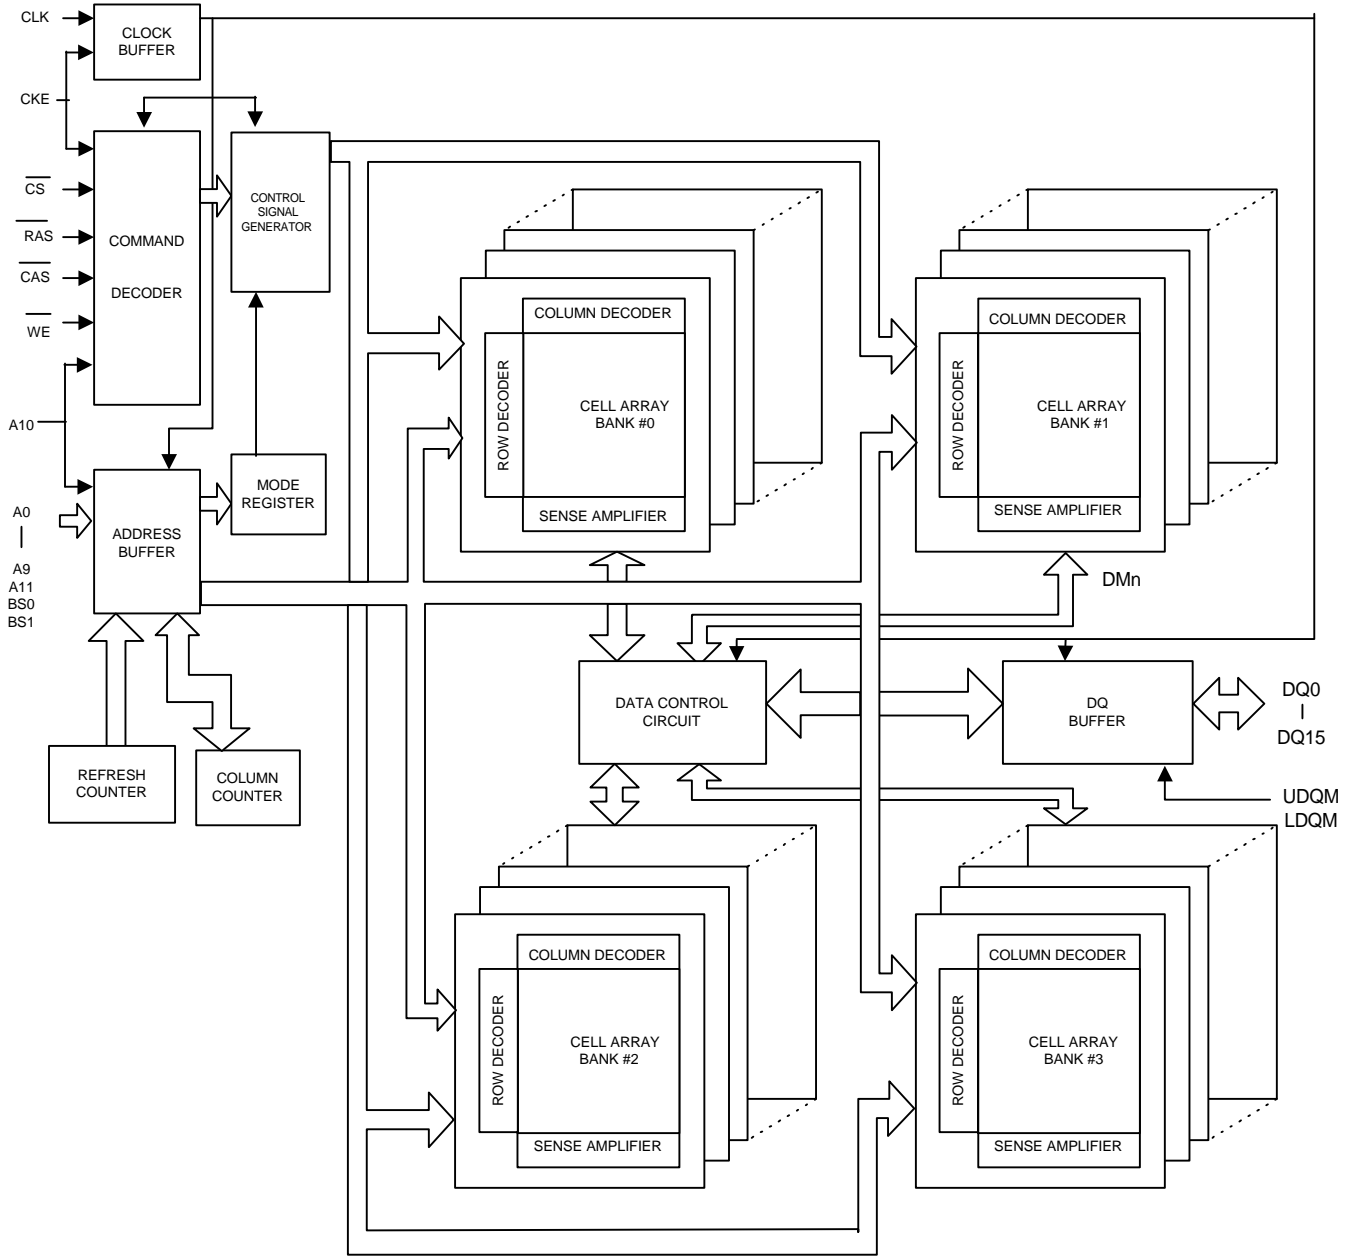 CLK
CLOCK
BUFFER
CKE
CS
RAS
CAS
WE
COMMAND
DECODER
CONTROL
SIGNAL
GENERATOR
A10
MODE
REGISTER
A0
A9
A11
BS0
BS1
ADDRESS
BUFFER
REFRESH
COUNTER
COLUMN
COUNTER
COLUMN DECODER
ROW DECODER
CELL ARRAY
BANK #0
SENSE AMPLIFIER
COLUMN DECODER
ROW DECODER
CELL ARRAY
BANK #1
SENSE AMPLIFIER
DMn
DATA CONTROL
CIRCUIT
DQ
BUFFER
DQ0
DQ15
UDQM
LDQM
COLUMN DECODER
ROW DECODER
CELL ARRAY
BANK #2
SENSE AMPLIFIER
COLUMN DECODER
ROW DECODER
CELL ARRAY
BANK #3
SENSE AMPLIFIER